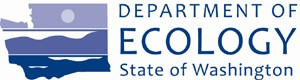 DEPARTMENT OF
ECOLOGY
State of Washington